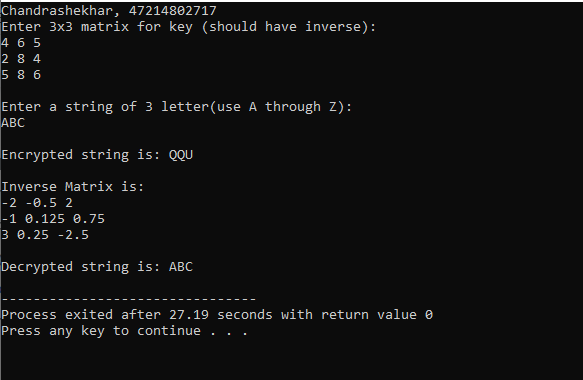 Chandrashekhar, 47214802717
Enter 3x3 matrix for key (should have inverse):
4 6 5
2 8 4
5 8 6
Enter a string of 3 letter(use A through Z):
ABC
Encrypted string is: QQU
Inverse Matrix is:
-2 -0.5 2
-1 0.125 0.75
3 0.25 -2.5
Decrypted string is: ABC
--------------------------------
Process exited after 27.19 seconds with return value 0
Press any key to continue . . .